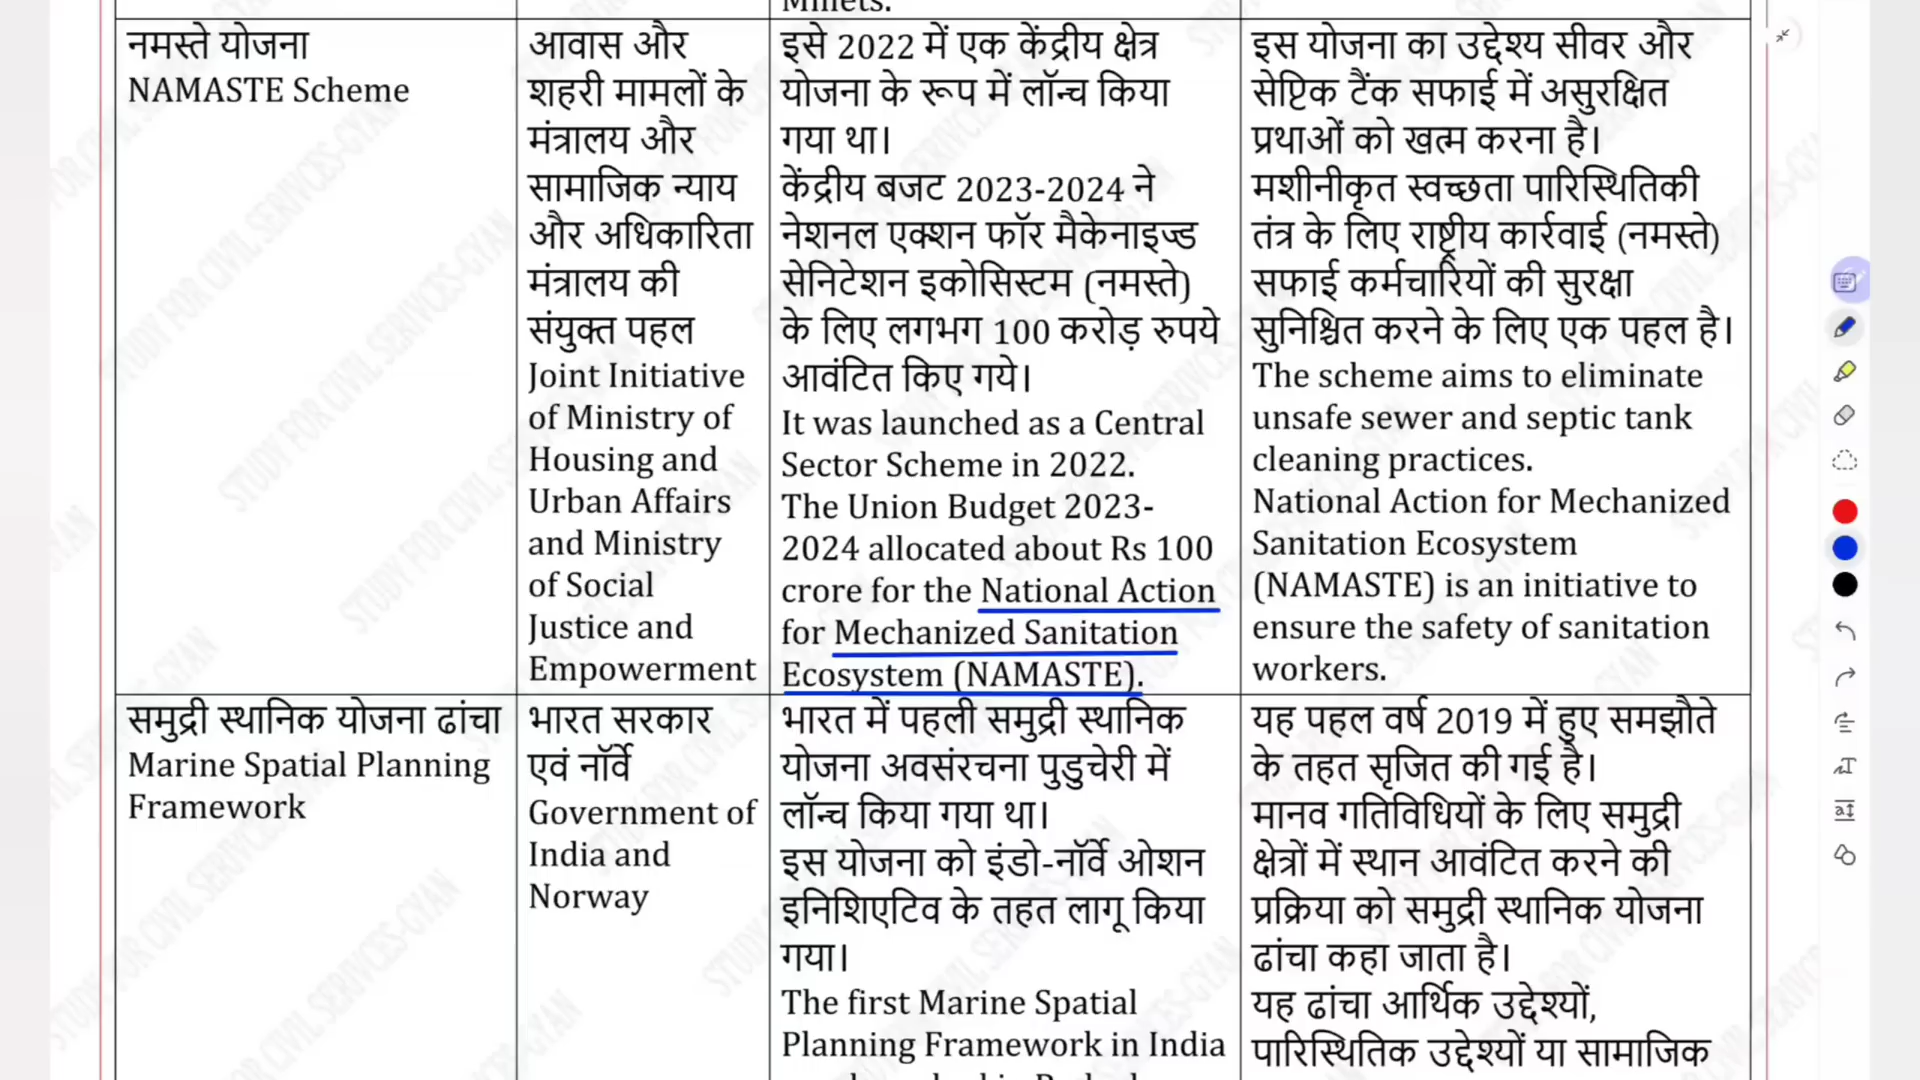 Millets.
नमस्ते योजना
NAMASTE Scheme
आवास और
शहरी मामलों के
मंत्रालय और
सामाजिक न्याय
और अधिकारिता
मंत्रालय की
संयुक्त पहल
Joint Initiative
of Ministry of
Housing and
Urban Affairs
and Ministry
of Social
Justice and
Empowerment
इसे 2022 में एक केंद्रीय क्षेत्र
योजना के रूप में लॉन्च किया
गया था।
केंद्रीय बजट 2023-2024 ने
नेशनल एक्शन फॉर मैकेनाइज्ड
सेनिटेशन इकोसिस्टम (नमस्ते)
के लिए लगभग 100 करोड़ रुपये
आवंटित किए गये।
It was launched as a Central
Sector Scheme in 2022.
The Union Budget 2023-
2024 allocated about Rs 100
crore for the National Action
for Mechanized Sanitation
Ecosystem (NAMASTE).
इस योजना का उद्देश्य सीवर और
सेप्टिक टैंक सफाई में असुरक्षित
प्रथाओं को खत्म करना है।
मशीनीकृत स्वच्छता पारिस्थितिकी
तंत्र के लिए राष्ट्रीय कार्रवाई (नमस्ते)
सफाई कर्मचारियों की सुरक्षा
सुनिश्चित करने के लिए एक पहल है।
The scheme aims to eliminate
unsafe sewer and septic tank
cleaning practices.
National Action for Mechanized
Sanitation Ecosystem
(NAMASTE) is an initiative to
ensure the safety of sanitation
workers.
समुद्री स्थानिक योजना ढांचा
Marine Spatial Planning
Framework
भारत सरकार
एवं नॉर्वे
Government of
India and
Norway
भारत में पहली समुद्री स्थानिक
योजना अवसंरचना पुडुचेरी में
लॉन्च किया गया था।
इस योजना को इंडो-नॉर्वे ओशन
इनिशिएटिव के तहत लागू किया
गया।
The first Marine Spatial
Planning Framework in India
यह पहल वर्ष 2019 में हुए समझौते
के तहत सृजित की गई है।
मानव गतिविधियों के लिए समुद्री
क्षेत्रों में स्थान आवंटित करने की
प्रक्रिया को समुद्री स्थानिक योजना
ढांचा कहा जाता है।
यह ढांचा आर्थिक उद्देश्यों,
पारिस्थितिक उद्देश्यों या सामाजिक
STUDY FOR CIVIL SERIVCES-GYAN